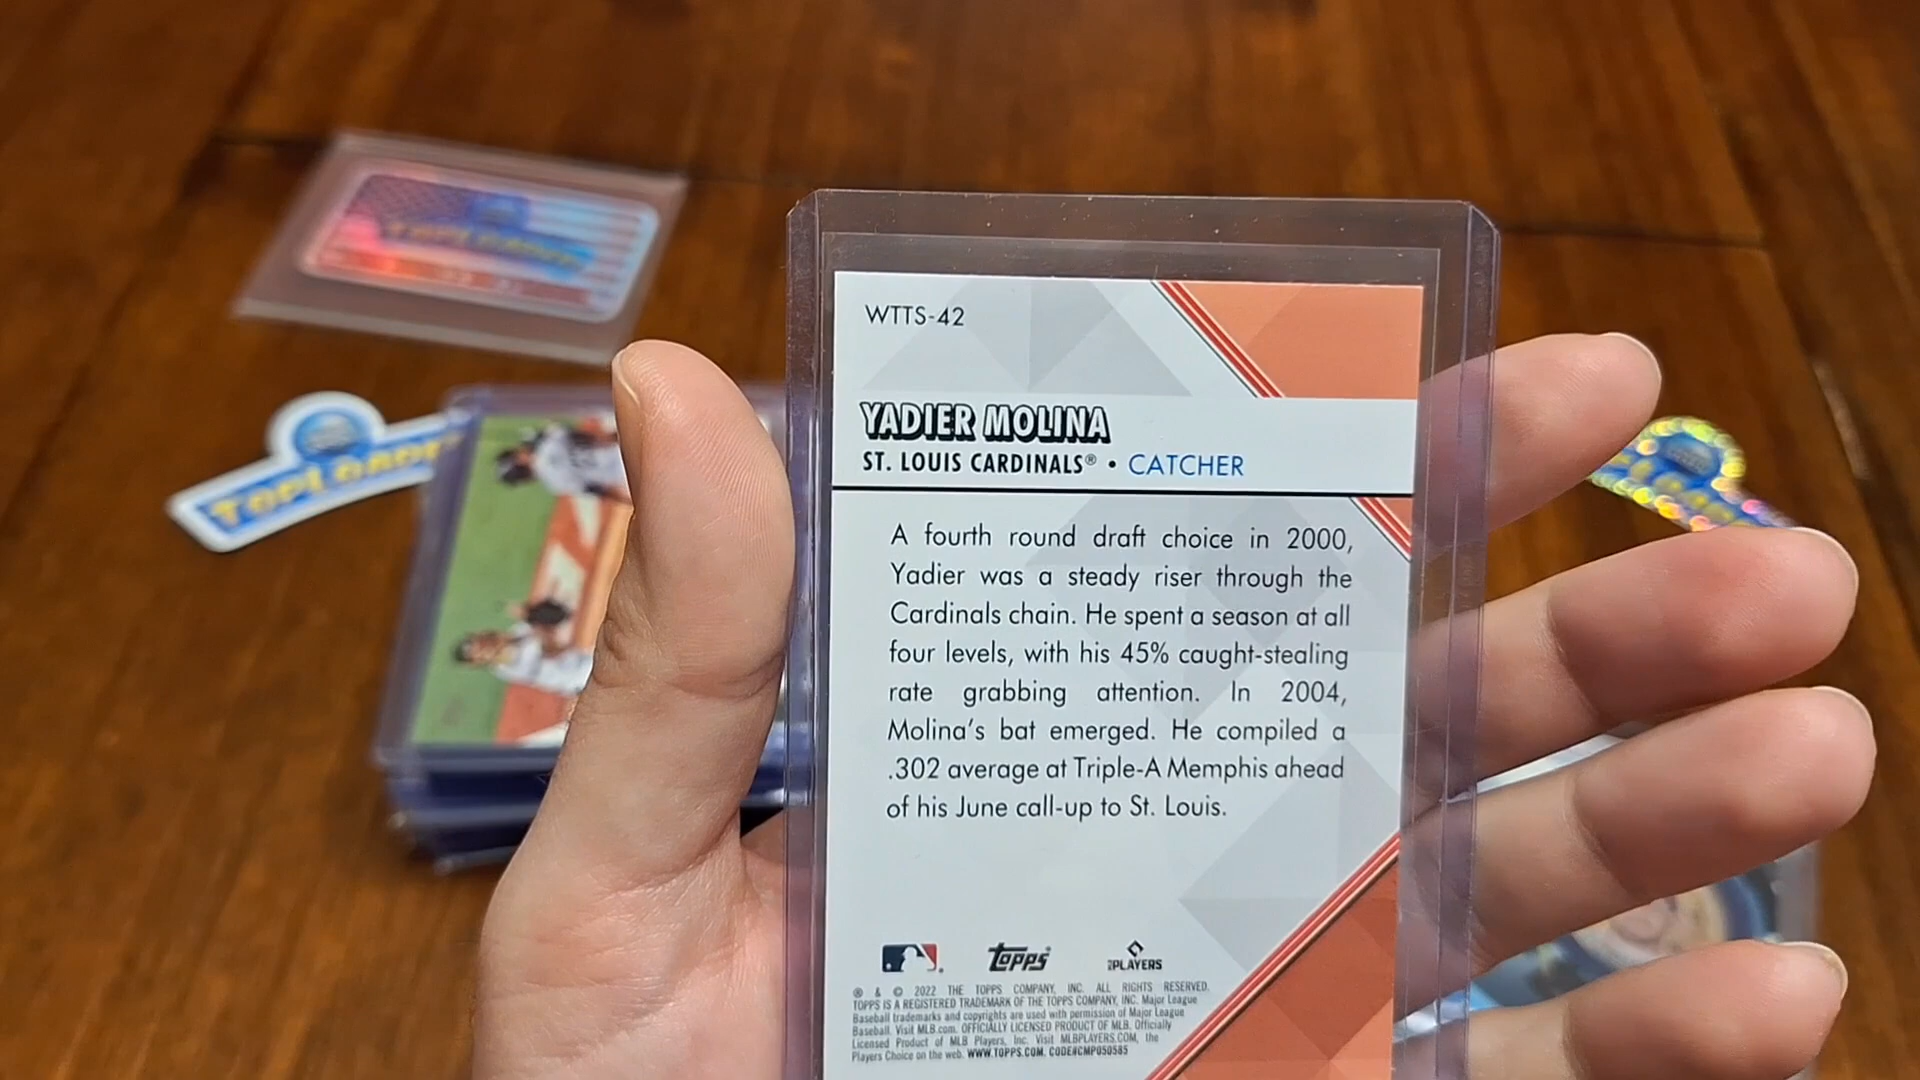 TOPLOADER
TOPLOADER
WTTS-42
YADIER MOLINA
ST. LOUIS CARDINALS® • CATCHER
A fourth round draft choice in 2000,
Yadier was a steady riser through the
Cardinals chain. He spent a season at all
four levels, with his 45% caught-stealing
rate grabbing attention. In 2004,
Molina's bat emerged. He compiled a
.302 average at Triple-A Memphis ahead
of his June call-up to St. Louis.
topps
PLAYERS
® & © 2022 THE TOPPS COMPANY, INC. ALL RIGHTS RESERVED.
TOPPS IS A REGISTERED TRADEMARK OF THE TOPPS COMPANY, INC. Major League
Baseball trademarks and copyrights are used with permission of Major League
Baseball. Visit MLB.com. OFFICIALLY LICENSED PRODUCT OF MLB. Officially
Licensed Product of MLB Players, Inc. Visit MLBPLAYERS.COM, the
Players Choice on the web. WWW.TOPPS.COM. CODE#CMP050585